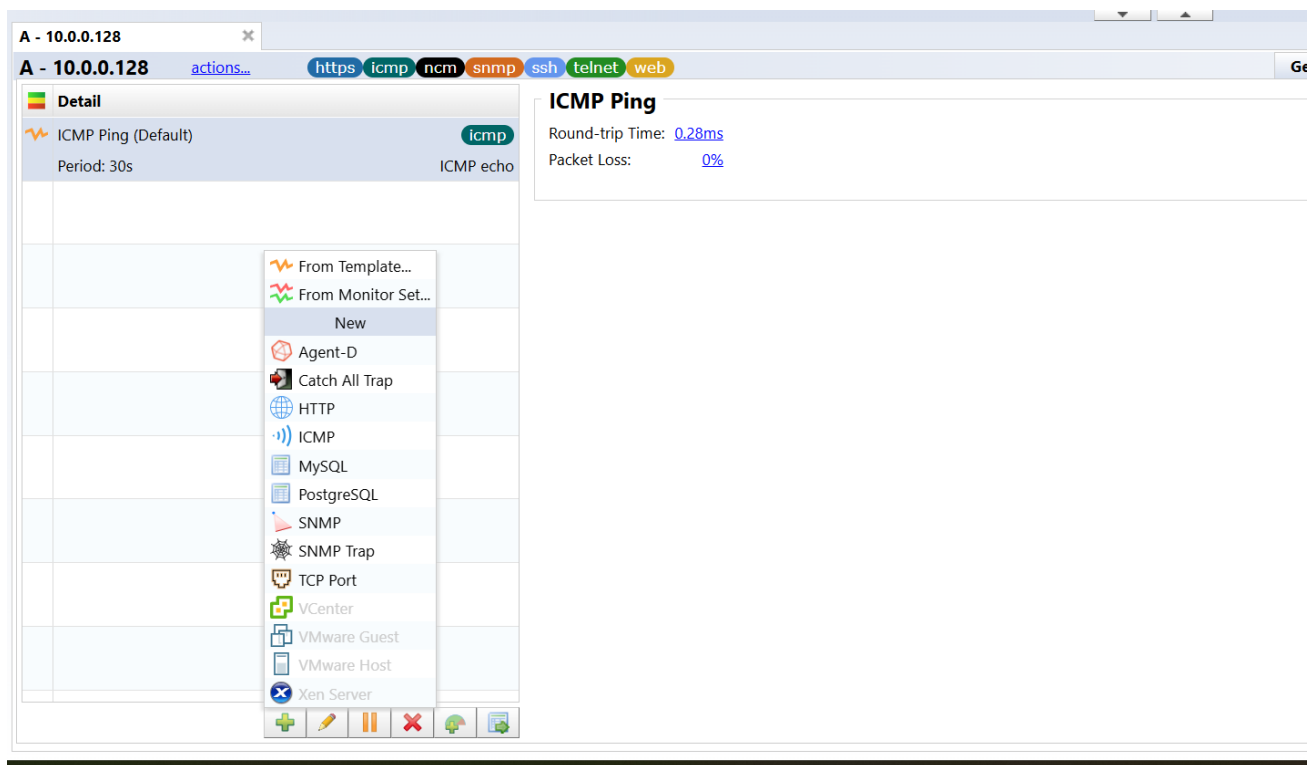 A - 10.0.0.128
A - 10.0.0.128 actions... https icmp ncm snmp ssh telnet web
Detail
ICMP Ping (Default) icmp
Period: 30s ICMP echo
From Template...
From Monitor Set...
New
Agent-D
Catch All Trap
HTTP
ICMP
MySQL
PostgreSQL
SNMP
SNMP Trap
TCP Port
VCenter
VMware Guest
VMware Host
Xen Server
ICMP Ping
Round-trip Time: 0.28ms
Packet Loss: 0%